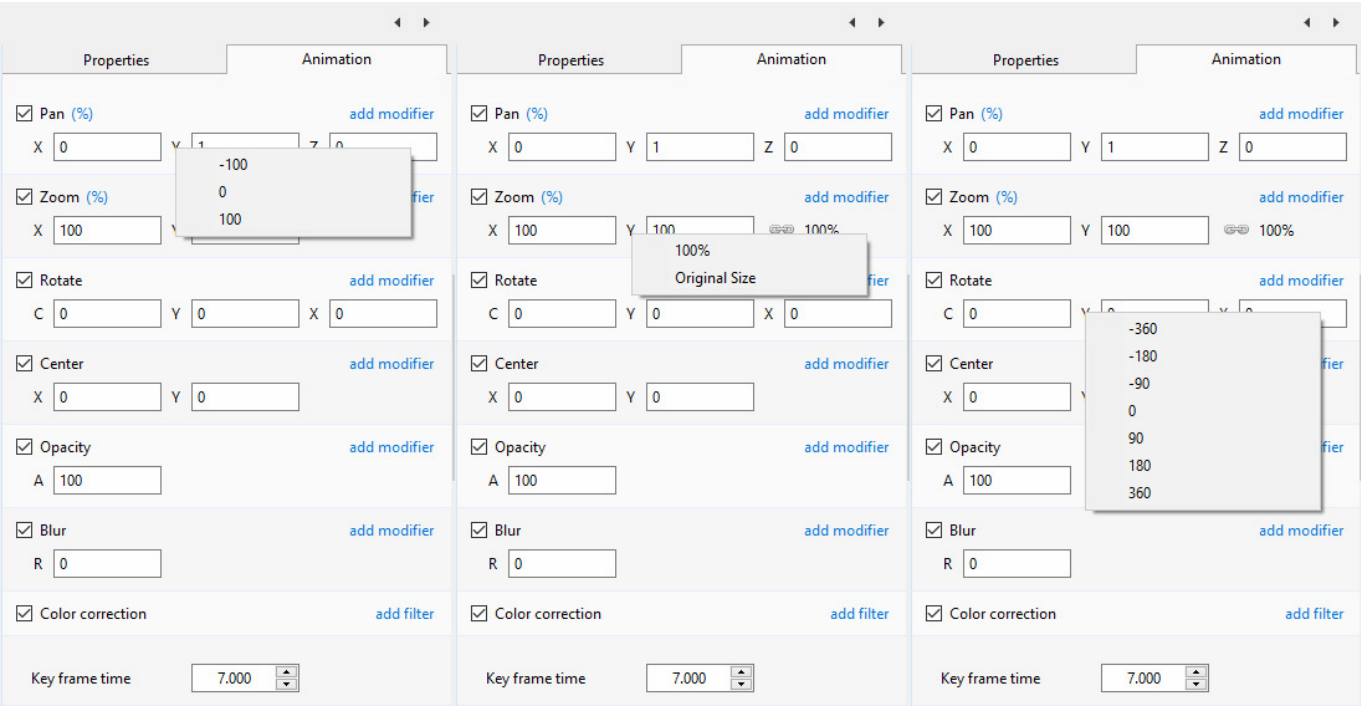 Properties Animation
Pan (%) add modifier
X 0 Y 1 Z 0
-100
0
100
Zoom (%) fier
X 100 Y
Rotate add modifier
C 0 Y 0 X 0
Center add modifier
X 0 Y 0
Opacity add modifier
A 100
Blur add modifier
R 0
Color correction add filter
Key frame time 7.000
Properties Animation
Pan (%) add modifier
X 0 Y 1 Z 0
Zoom (%) add modifier
X 100 Y 100 100%
100%
Original Size
Rotate fier
C 0 Y 0 X 0
Center add modifier
X 0 Y 0
Opacity add modifier
A 100
Blur add modifier
R 0
Color correction add filter
Key frame time 7.000
Properties Animation
Pan (%) add modifier
X 0 Y 1 Z 0
Zoom (%) add modifier
X 100 Y 100 100%
Rotate add modifier
C 0 Y 0 X 0
-360
-180
-90
0
90
180
360
Center fier
X 0
Opacity fier
A 100
Blur add modifier
R 0
Color correction add filter
Key frame time 7.000